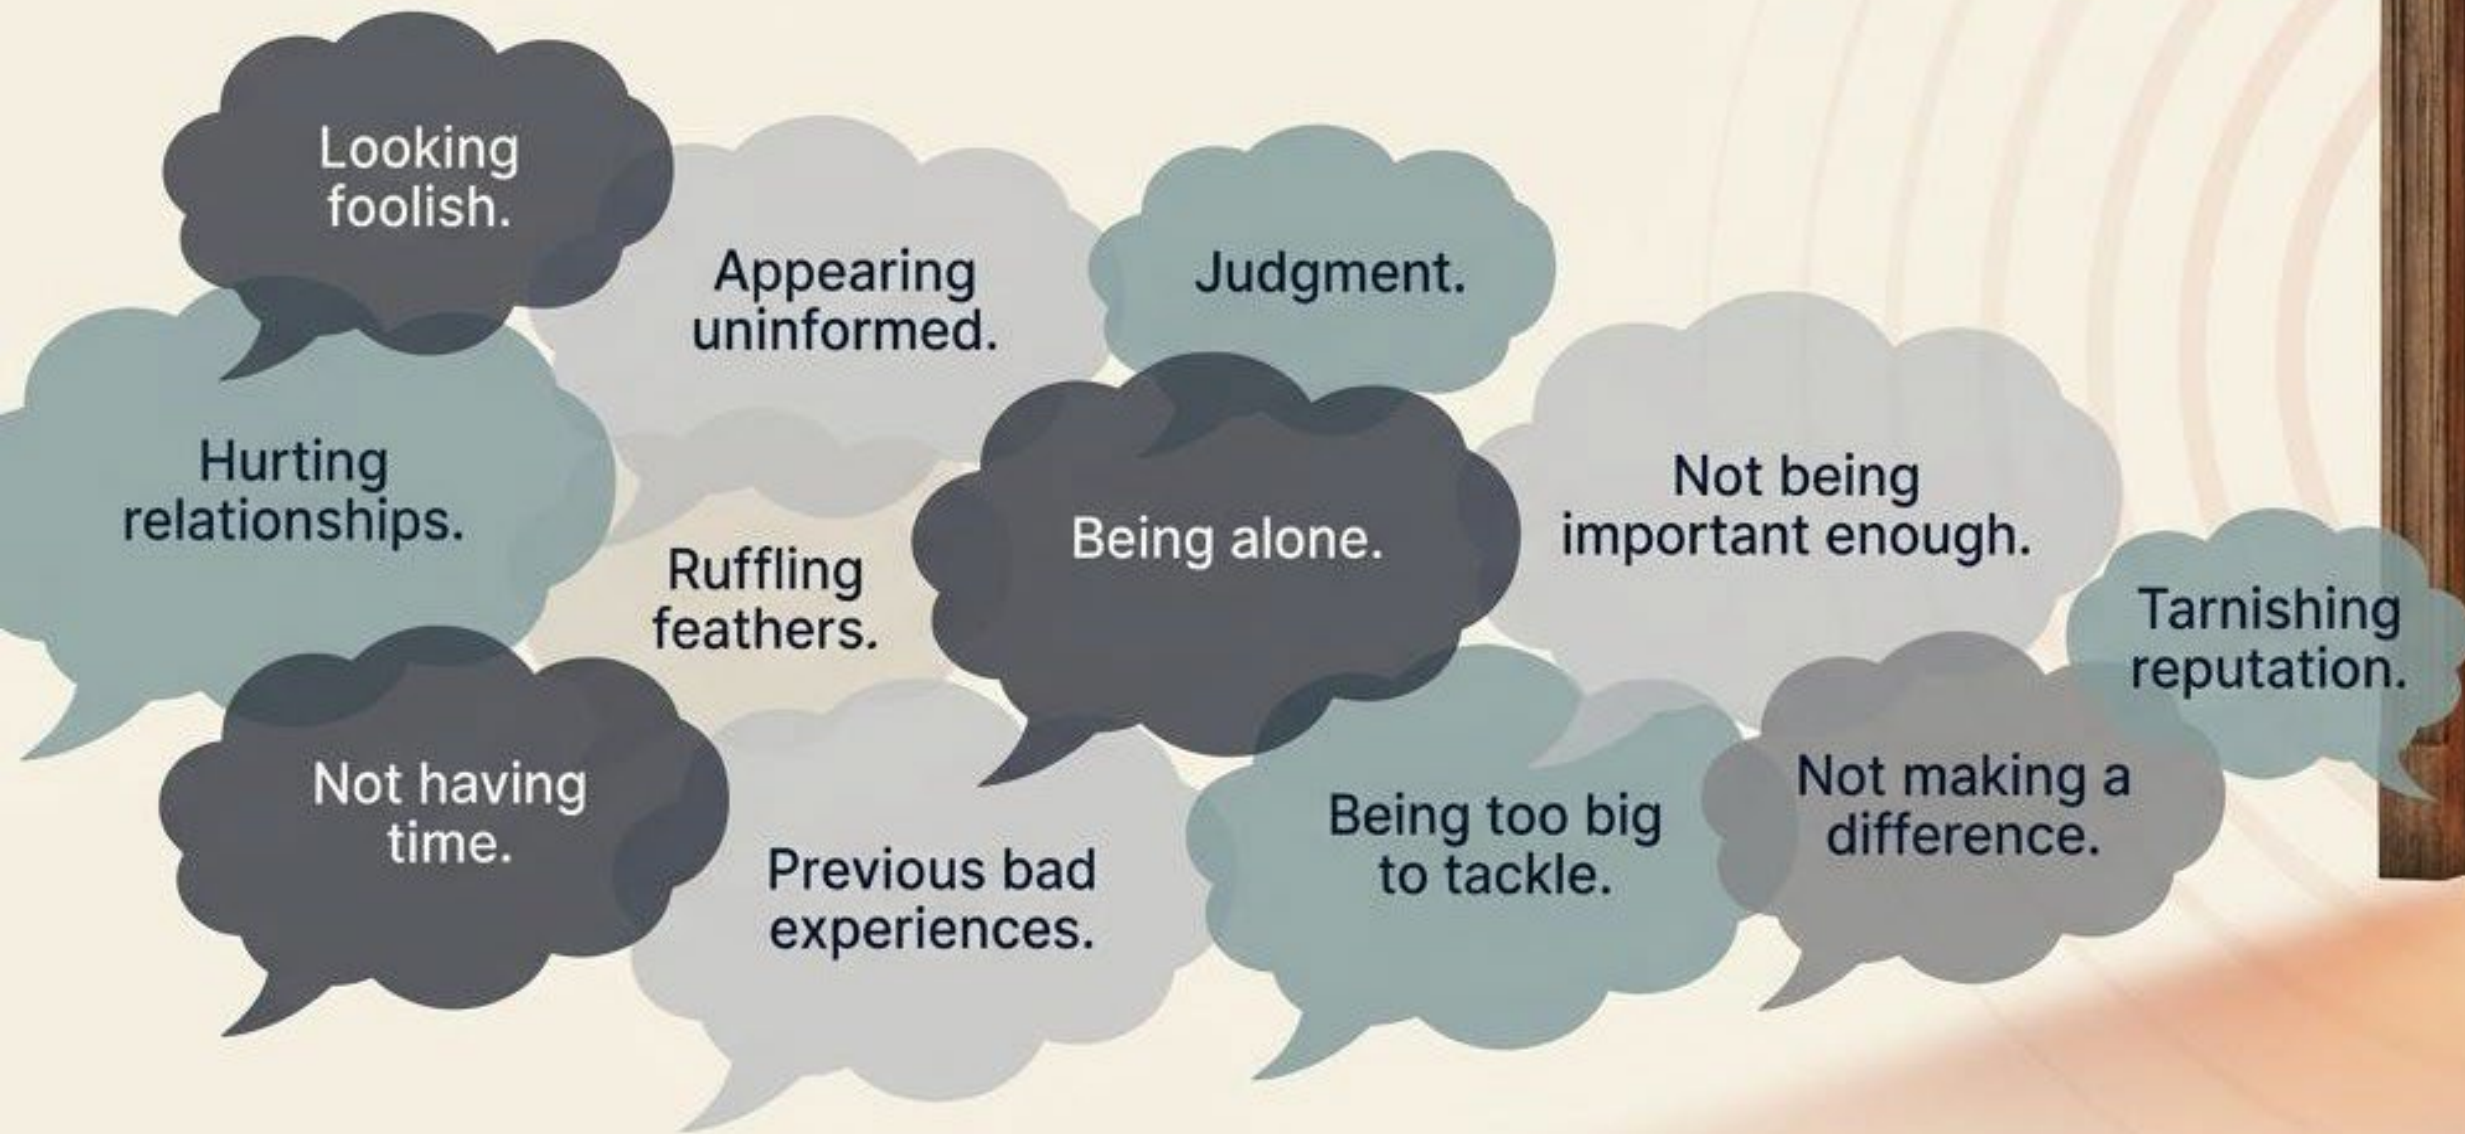 Looking
foolish.
Appearing
uninformed.
Judgment.
Hurting
relationships.
Ruffling
feathers.
Being alone.
Not being
important enough.
Tarnishing
reputation.
Not having
time.
Previous bad
experiences.
Being too big
to tackle.
Not making a
difference.